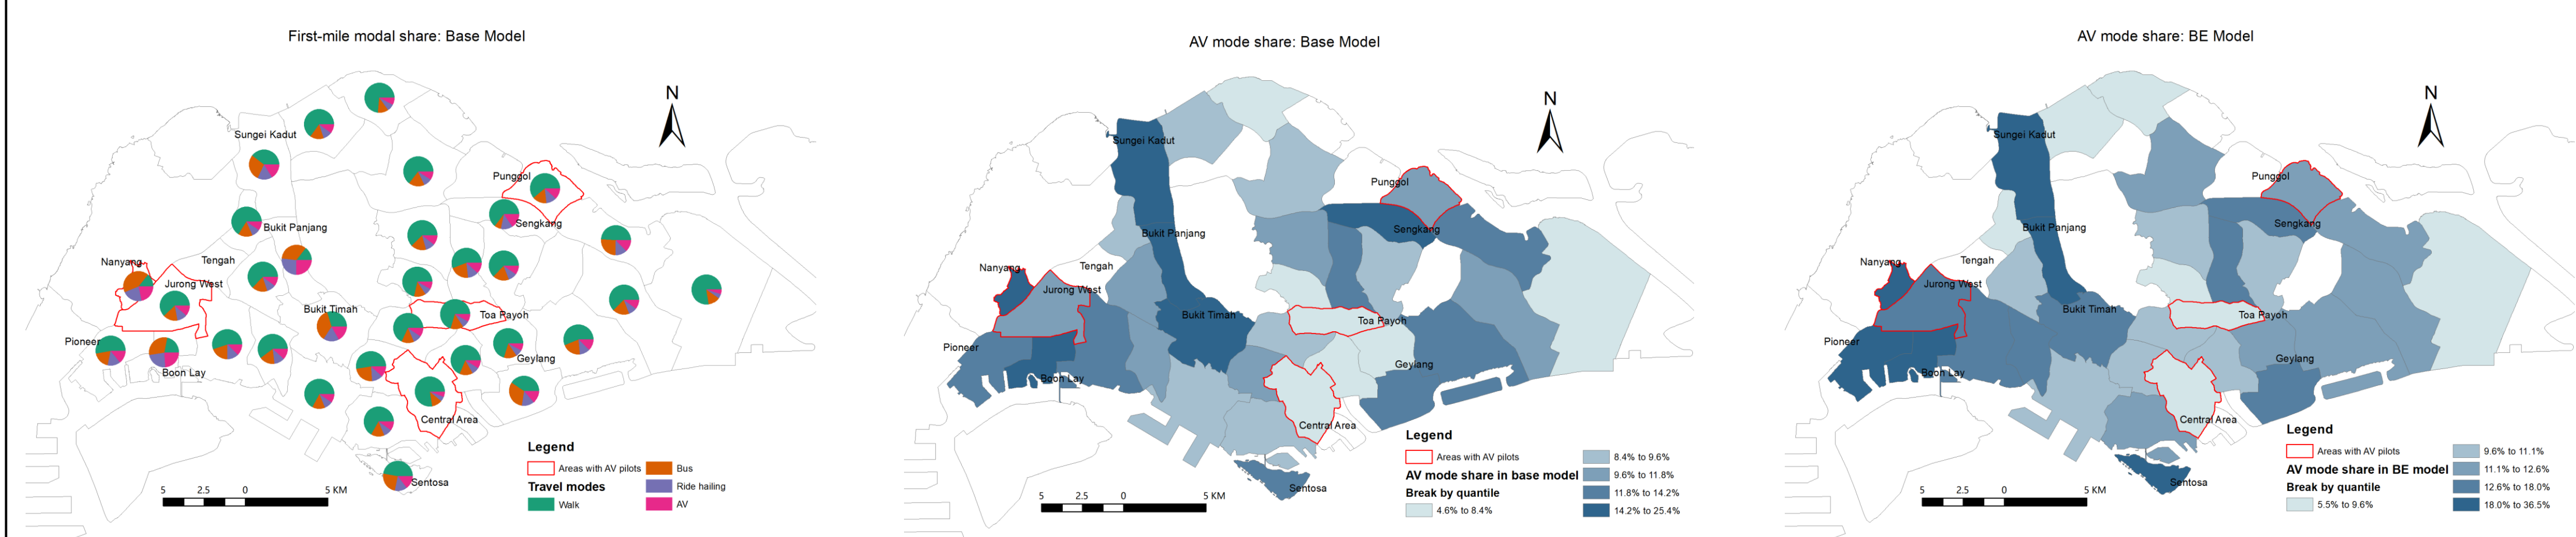 First-mile modal share: Base Model
N
Sungei Kadut
Punggol
Sengkang
Bukit Panjang
Nanyang
Tengah
Jurong West
Bukit Timah
Toa Payoh
Pioneer
Geylang
Boon Lay
Central Area
Sentosa
Legend
Areas with AV pilots
Travel modes
Walk
Bus
Ride hailing
AV
5 2.5 0 5 KM
AV mode share: Base Model
N
Sungei Kadut
Punggol
Sengkang
Bukit Panjang
Nanyang
Tengah
Jurong West
Bukit Timah
Toa Payoh
Pioneer
Geylang
Boon Lay
Central Area
Sentosa
Legend
Areas with AV pilots
AV mode share in base model
Break by quantile
4.6% to 8.4%
8.4% to 9.6%
9.6% to 11.8%
11.8% to 14.2%
14.2% to 25.4%
5 2.5 0 5 KM
AV mode share: BE Model
N
Sungei Kadut
Punggol
Sengkang
Bukit Panjang
Nanyang
Tengah
Jurong West
Bukit Timah
Toa Payoh
Pioneer
Geylang
Boon Lay
Central Area
Sentosa
Legend
Areas with AV pilots
AV mode share in BE model
Break by quantile
5.5% to 9.6%
9.6% to 11.1%
11.1% to 12.6%
12.6% to 18.0%
18.0% to 36.5%
5 2.5 0 5 KM